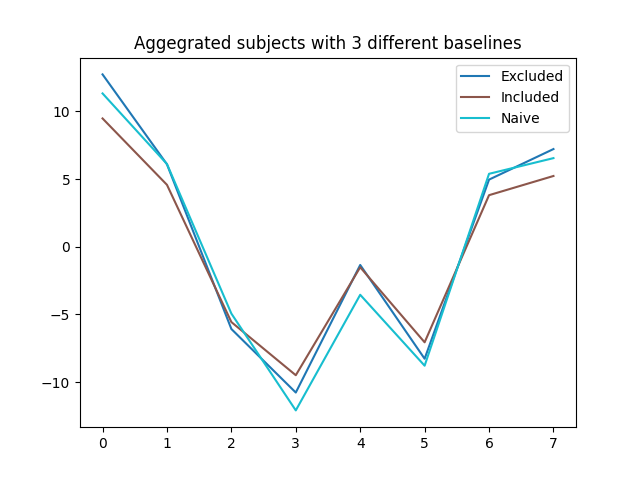 Aggegrated subjects with 3 different baselines
Excluded
Included
Naive
10
5
0
−5
−10
0 1 2 3 4 5 6 7